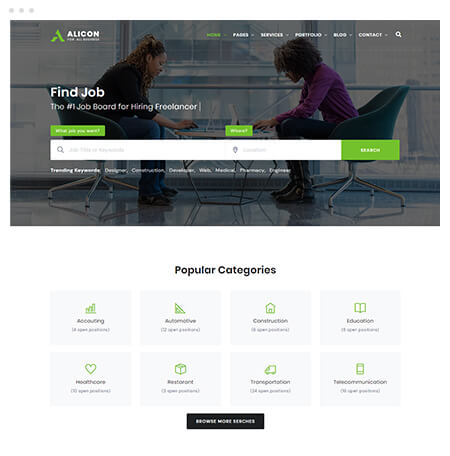 ALICON
FOR ALL BUSINESS
HOME PAGES SERVICES PORTFOLIO BLOG CONTACT
Find Job
The #1 Job Board for Hiring Freelancer |
What job you want? Where?
Job Title or Keywords Location SEARCH
Trending Keywords: Designer, Construction, Developer, Web, Medical, Pharmacy, Engineer
Popular Categories
Accouting Automotive Construction Education
(4 open positions) (12 open positions) (8 open positions) (8 open positions)
Healthcare Restorant Transportation Telecommunication
(10 open positions) (3 open positions) (24 open positions) (16 open positions)
BROWSE MORE SERCHES